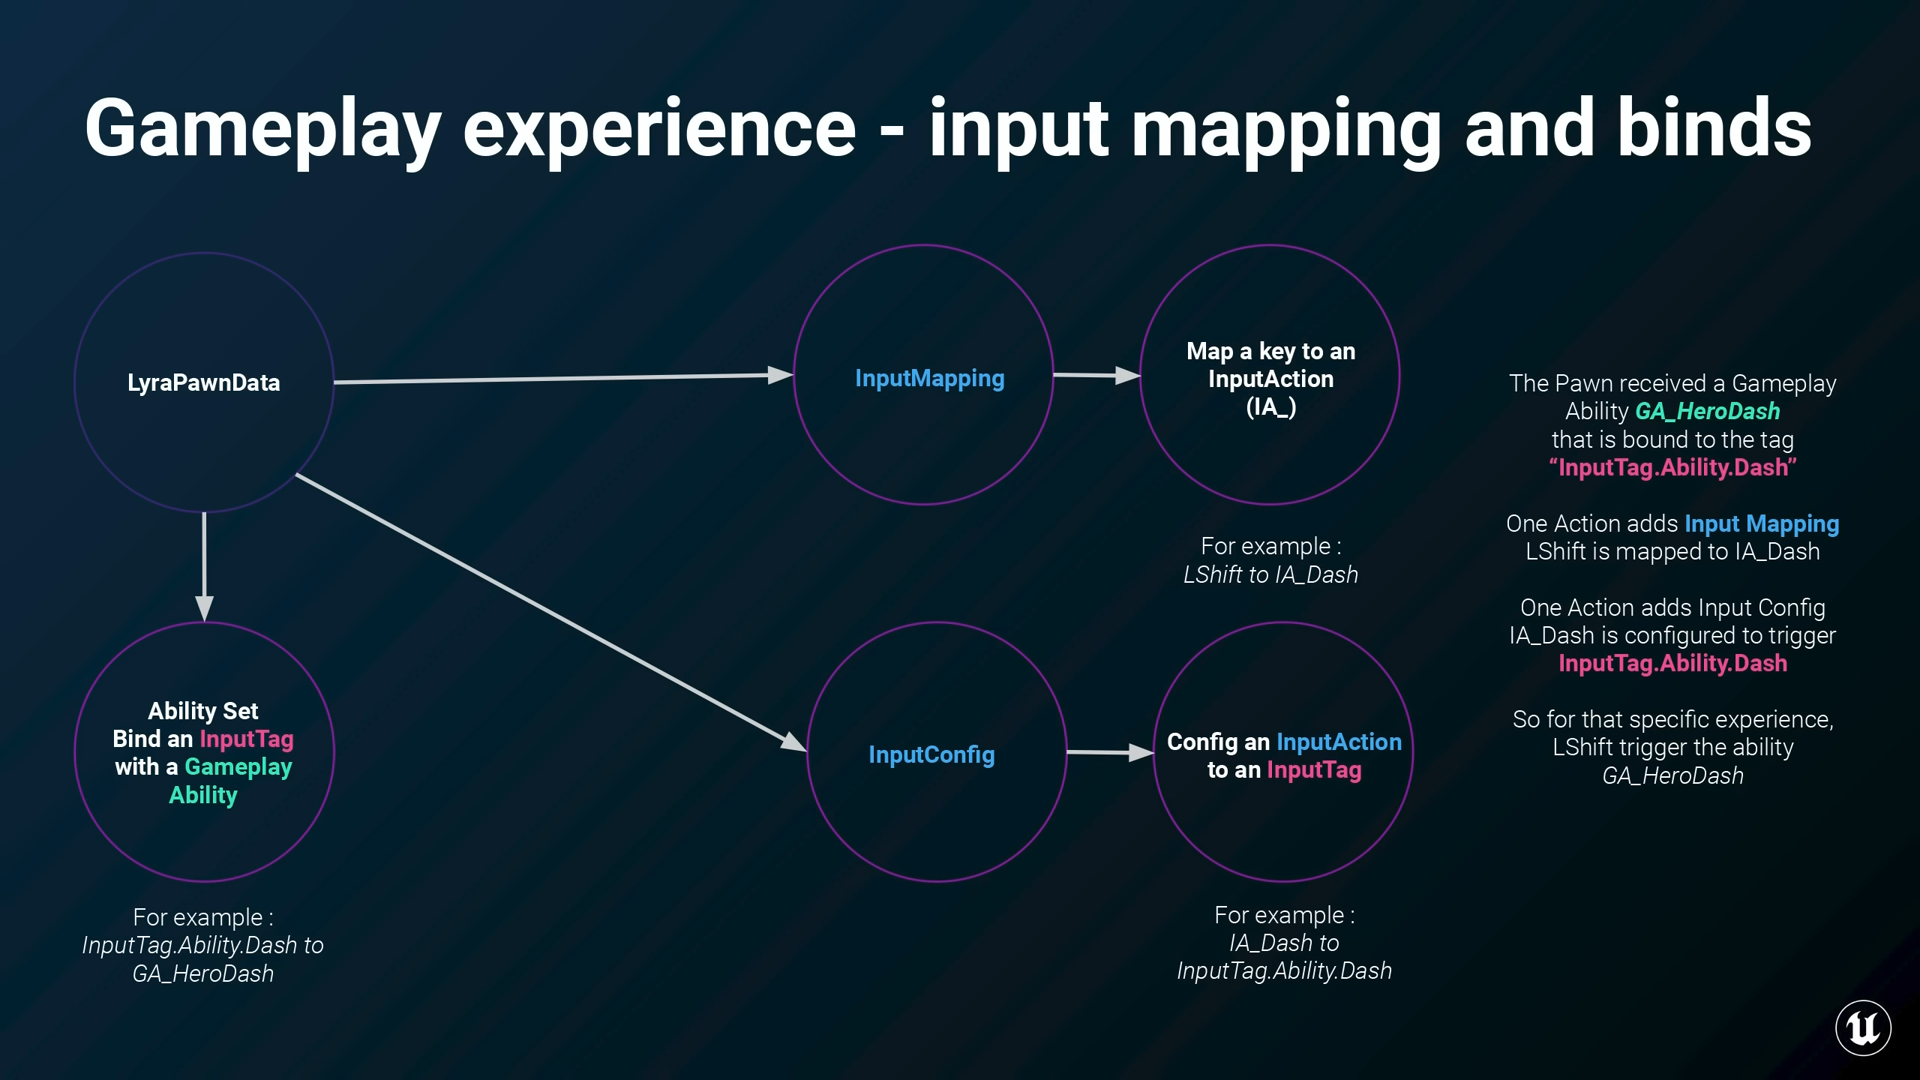 Gameplay experience - input mapping and binds
LyraPawnData
InputMapping
Map a key to an
InputAction
(IA_)
For example :
LShift to IA_Dash
Ability Set
Bind an InputTag
with a Gameplay
Ability
For example :
InputTag.Ability.Dash to
GA_HeroDash
InputConfig
Config an InputAction
to an InputTag
For example :
IA_Dash to
InputTag.Ability.Dash
The Pawn received a Gameplay
Ability GA_HeroDash
that is bound to the tag
“InputTag.Ability.Dash”
One Action adds Input Mapping
LShift is mapped to IA_Dash
One Action adds Input Config
IA_Dash is configured to trigger
InputTag.Ability.Dash
So for that specific experience,
LShift trigger the ability
GA_HeroDash